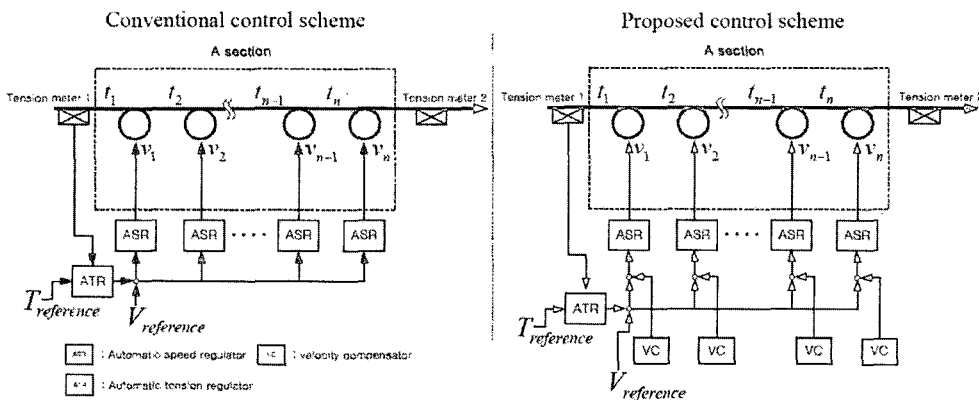 Conventional control scheme
A section
Tension meter 1
t1 t2 tn-1 tn
Tension meter 2
v1 v2 vn-1 vn
ASR ASR ···· ASR ASR
ATR
Treference
Vreference
ASR : Automatic speed regulator
VC : velocity compensator
ATR : Automatic tension regulator
Proposed control scheme
A section
Tension meter 1
t1 t2 tn-1 tn
Tension meter
v1 v2 vn-1 vn
ASR ASR ···· ASR ASR
ATR
Treference
VC VC VC VC
Vreference